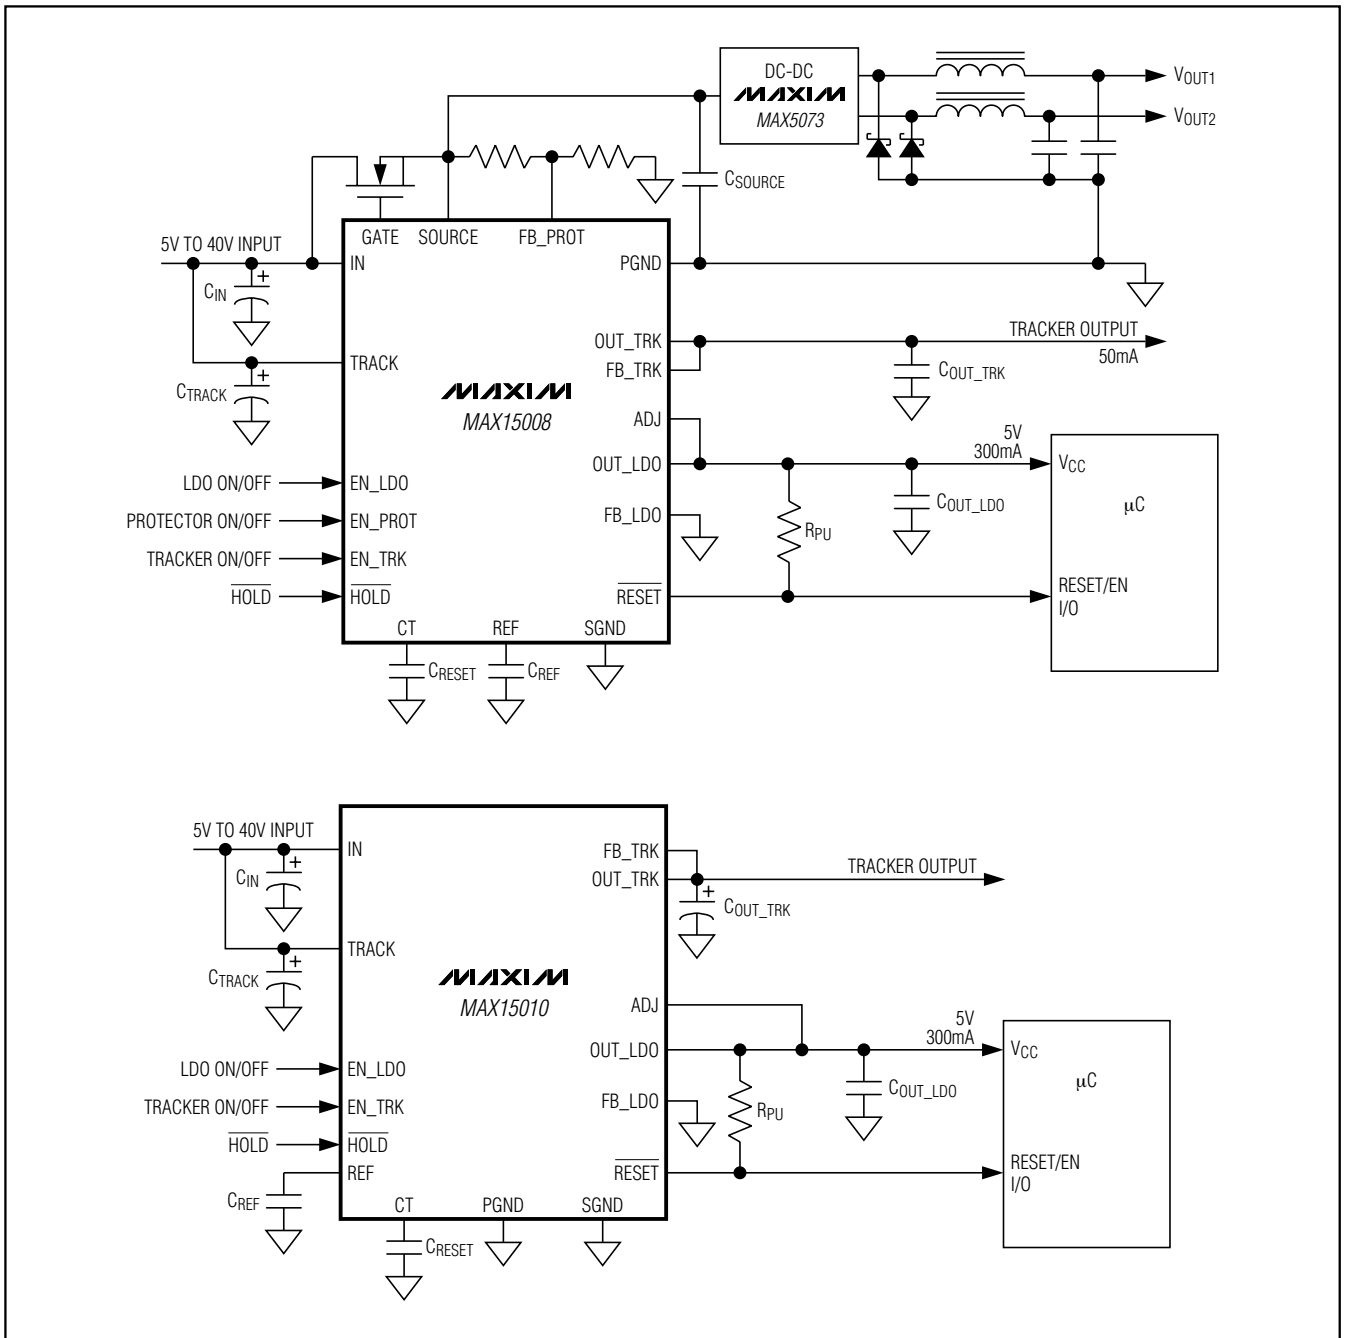 DC-DC
MAXIM
MAX5073
VOUT1
VOUT2
CSOURCE
GATE
SOURCE
FB_PROT
5V TO 40V INPUT
IN
PGND
CIN
+
TRACK
CTRACK
+
OUT_TRK
FB_TRK
TRACKER OUTPUT
50mA
COUT_TRK
MAXIM
MAX15008
ADJ
OUT_LDO
FB_LDO
5V
300mA
VCC
µC
COUT_LDO
RPU
LDO ON/OFF
EN_LDO
PROTECTOR ON/OFF
EN_PROT
TRACKER ON/OFF
EN_TRK
HOLD
HOLD
RESET
RESET/EN
I/O
CT
REF
SGND
CRESET
CREF
5V TO 40V INPUT
IN
CIN
+
FB_TRK
OUT_TRK
TRACKER OUTPUT
+
COUT_TRK
TRACK
CTRACK
+
MAXIM
MAX15010
ADJ
OUT_LDO
FB_LDO
5V
300mA
VCC
µC
COUT_LDO
RPU
LDO ON/OFF
EN_LDO
TRACKER ON/OFF
EN_TRK
HOLD
HOLD
REF
CREF
RESET
RESET/EN
I/O
CT
PGND
SGND
CRESET